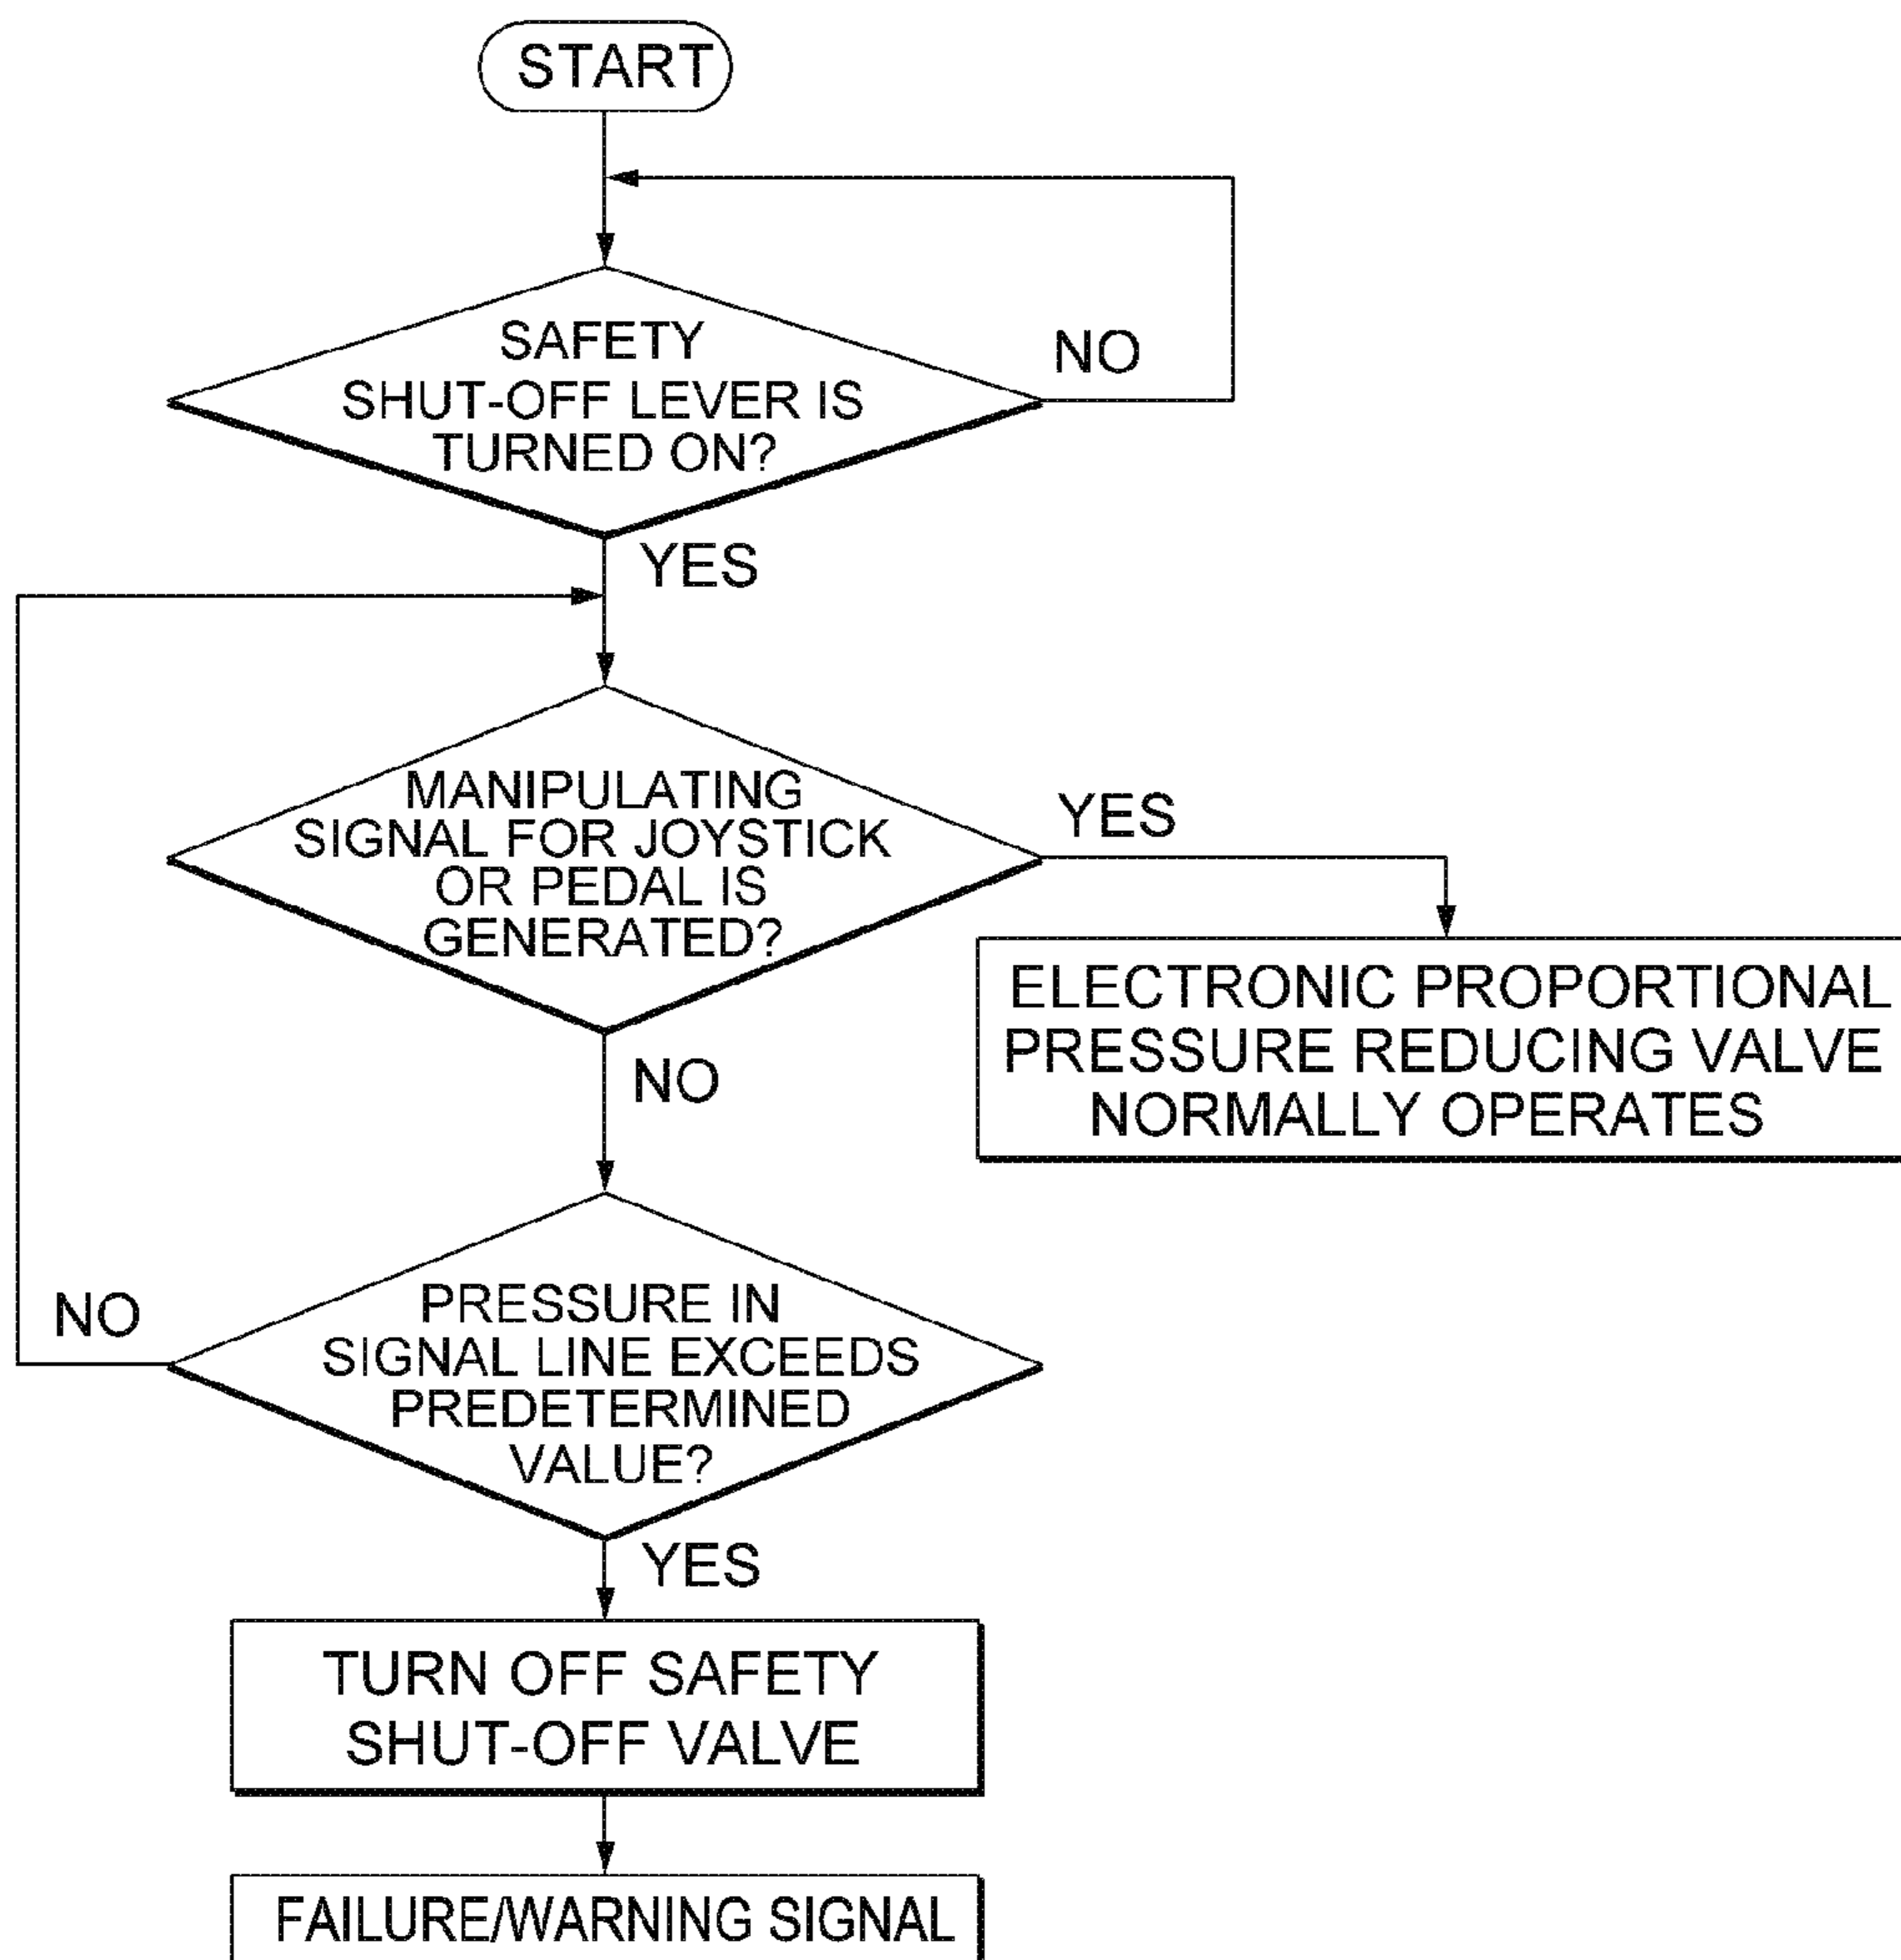 START
SAFETY
SHUT-OFF LEVER IS
TURNED ON?
NO
YES
MANIPULATING
SIGNAL FOR JOYSTICK
OR PEDAL IS
GENERATED?
YES
ELECTRONIC PROPORTIONAL
PRESSURE REDUCING VALVE
NORMALLY OPERATES
NO
PRESSURE IN
SIGNAL LINE EXCEEDS
PREDETERMINED
VALUE?
NO
YES
TURN OFF SAFETY
SHUT-OFF VALVE
FAILURE/WARNING SIGNAL